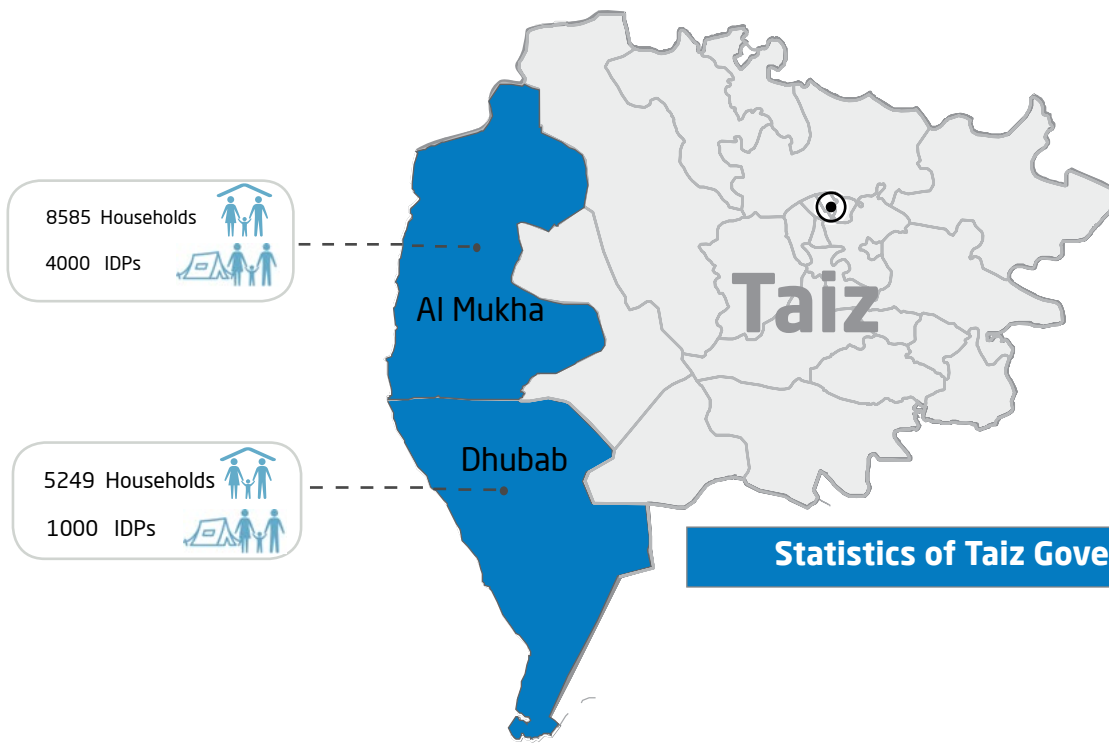 8585 Households
4000 IDPs
Al Mukha
Taiz
5249 Households
1000 IDPs
Dhubab
Statistics of Taiz Gove